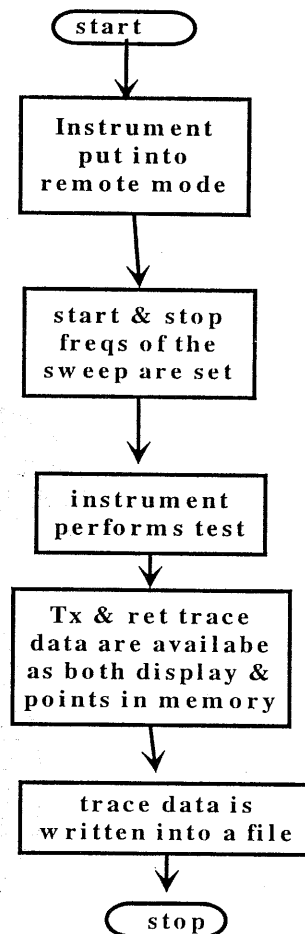 start
Instrument
put into
remote mode
start & stop
freqs of the
sweep are set
instrument
performs test
Tx & ret trace
data are availabe
as both display &
points in memory
trace data is
written into a file
stop